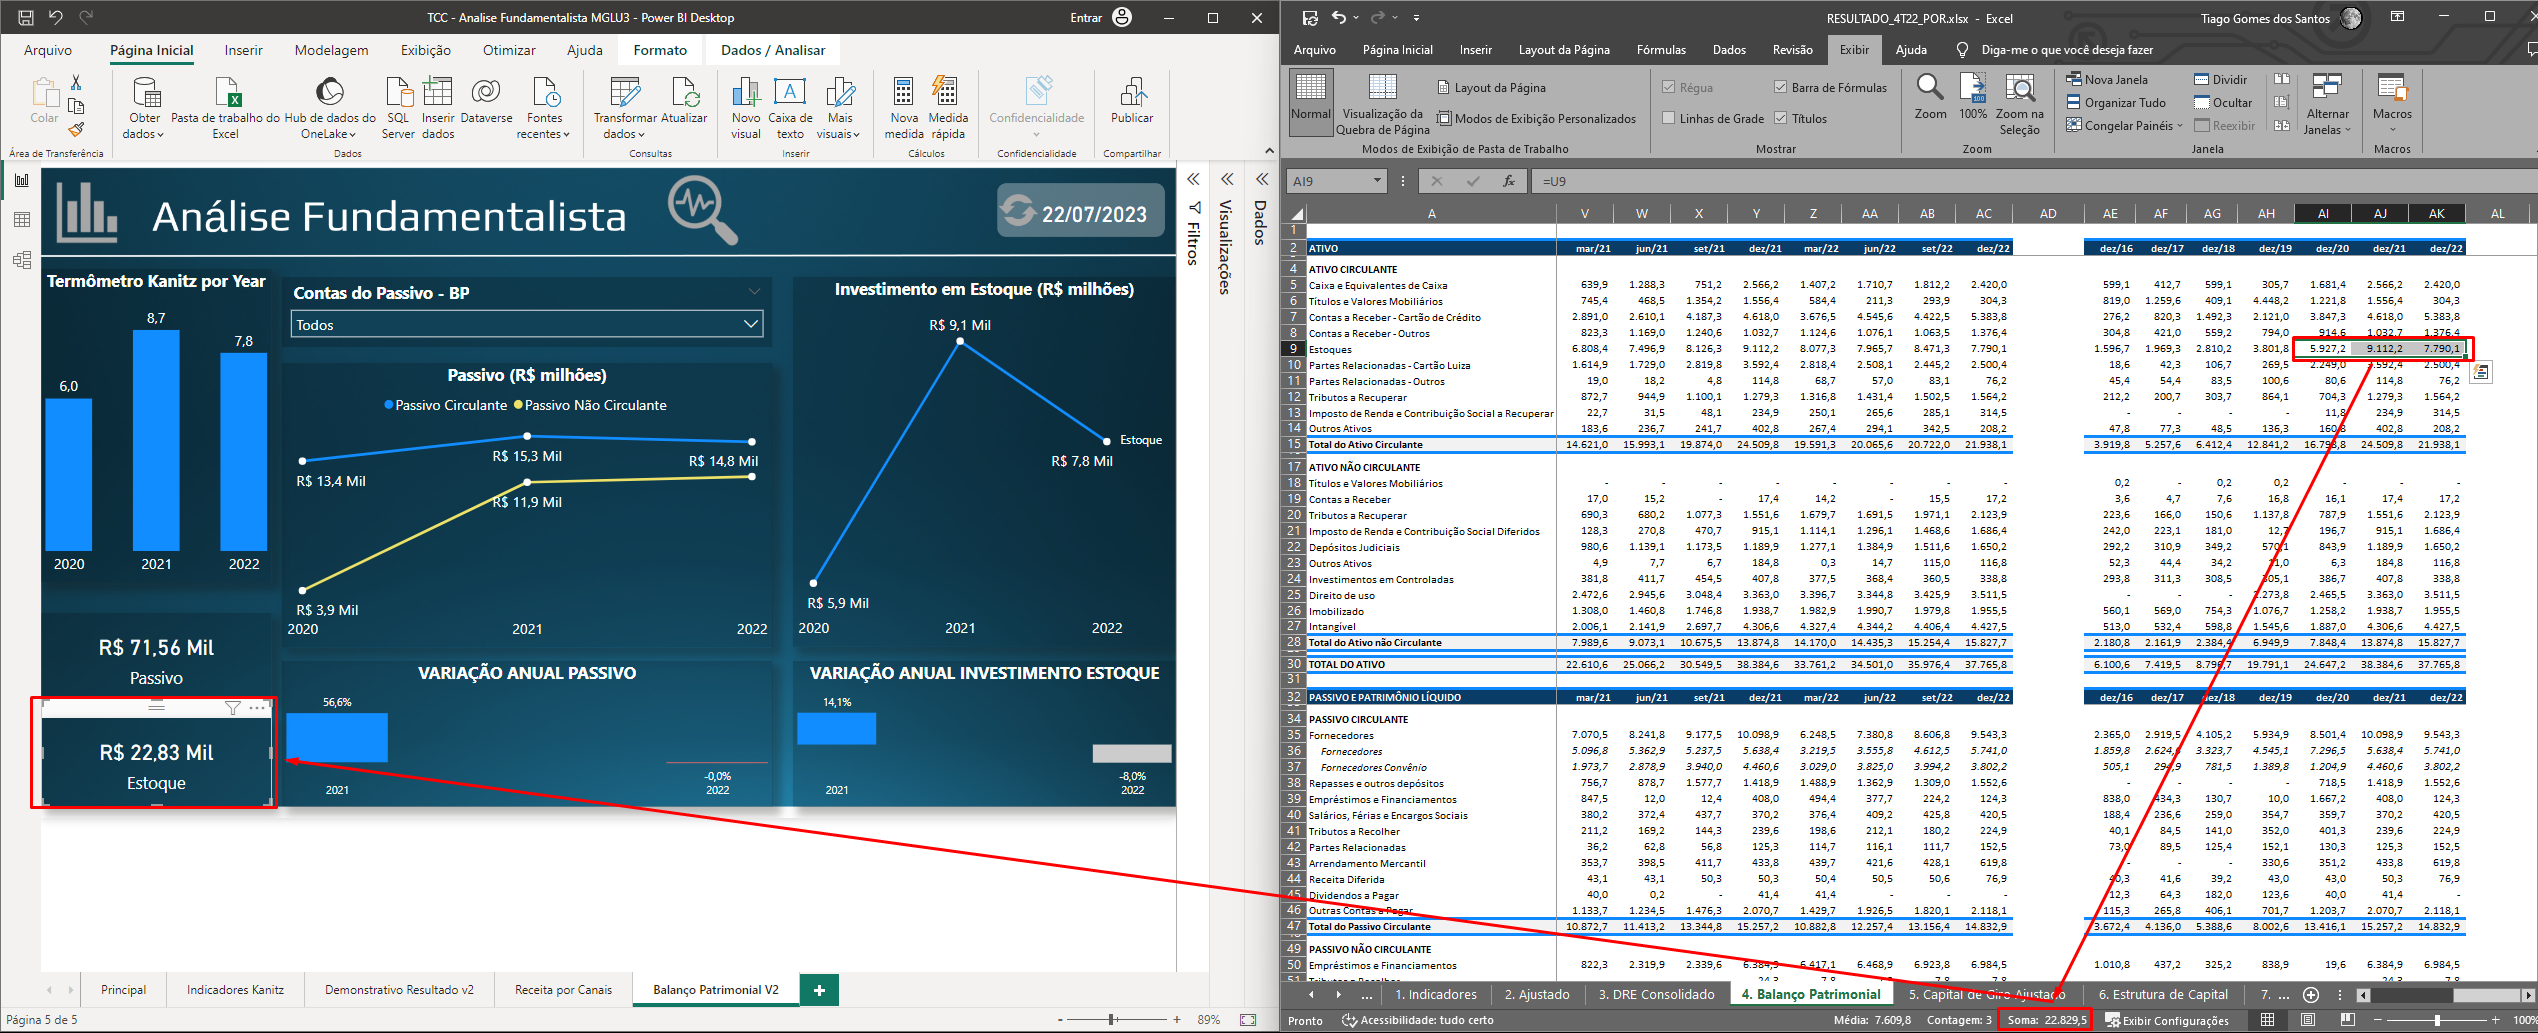 TCC - Analise Fundamentalista MGLU3 - Power BI Desktop
Entrar
Arquivo Página Inicial Inserir Modelagem Exibição Otimizar Ajuda Formato Dados / Analisar
Colar
Obter dados
Pasta de trabalho do Excel
Hub de dados do OneLake
SQL Server
Inserir dados
Dataverse
Fontes recentes
Transformar dados
Atualizar
Novo visual
Caixa de texto
Mais visuais
Nova medida
Medida rápida
Confidencialidade
Publicar
Área de Transferência Dados Consultas Inserir Cálculos Confidencialidade Compartilhar
Análise Fundamentalista
22/07/2023
Filtros
Visualizações
Dados
Termômetro Kanitz por Year
6,0
8,7
7,8
2020 2021 2022
Contas do Passivo - BP
Todos
Passivo (R$ milhões)
Passivo Circulante Passivo Não Circulante
R$ 13,4 Mil
R$ 15,3 Mil
R$ 14,8 Mil
R$ 11,9 Mil
R$ 3,9 Mil
2020 2021 2022
Investimento em Estoque (R$ milhões)
R$ 9,1 Mil
Estoque
R$ 7,8 Mil
R$ 5,9 Mil
2020 2021 2022
R$ 71,56 Mil
Passivo
R$ 22,83 Mil
Estoque
VARIAÇÃO ANUAL PASSIVO
56,6%
-0,0%
2021 2022
VARIAÇÃO ANUAL INVESTIMENTO ESTOQUE
14,1%
-8,0%
2021 2022
Principal Indicadores Kanitz Demonstrativo Resultado v2 Receita por Canais Balanço Patrimonial V2
Página 5 de 5
89%
RESULTADO_4T22_POR.xlsx - Excel
Tiago Gomes dos Santos
Arquivo Página Inicial Inserir Layout da Página Fórmulas Dados Revisão Exibir Ajuda Diga-me o que você deseja fazer
Normal
Visualização da Quebra de Página
Layout da Página
Modos de Exibição Personalizados
Régua
Barra de Fórmulas
Linhas de Grade
Títulos
Zoom
100%
Zoom na Seleção
Nova Janela
Organizar Tudo
Congelar Painéis
Dividir
Ocultar
Reexibir
Alternar Janelas
Macros
Modos de Exibição de Pasta de Trabalho Mostrar Zoom Janela Macros
AI9 fx =U9
A V W X Y Z AA AB AC AD AE AF AG AH AI AJ AK AL
1
2 ATIVO mar/21 jun/21 set/21 dez/21 mar/22 jun/22 set/22 dez/22 dez/16 dez/17 dez/18 dez/19 dez/20 dez/21 dez/22
4 ATIVO CIRCULANTE
5 Caixa e Equivalentes de Caixa 639,9 1.288,3 751,2 2.566,2 1.407,2 1.710,7 1.812,2 2.420,0 599,1 412,7 599,1 305,7 1.681,4 2.566,2 2.420,0
6 Títulos e Valores Mobiliários 745,4 468,5 1.354,2 1.556,4 584,4 211,3 293,9 304,3 819,0 1.259,6 409,1 4.448,2 1.221,8 1.556,4 304,3
7 Contas a Receber - Cartão de Crédito 2.891,0 2.610,1 4.187,3 4.618,0 3.676,5 4.545,6 4.422,5 5.383,8 276,2 820,3 1.492,3 2.121,0 3.847,3 4.618,0 5.383,8
8 Contas a Receber - Outros 823,3 1.169,0 1.240,6 1.032,7 1.124,6 1.076,1 1.063,5 1.376,4 304,8 421,0 559,2 794,0 914,6 1.032,7 1.376,4
9 Estoques 6.808,4 7.496,9 8.126,3 9.112,2 8.077,3 7.965,7 8.471,3 7.790,1 1.596,7 1.969,3 2.810,2 3.801,8 5.927,2 9.112,2 7.790,1
10 Partes Relacionadas - Cartão Luiza 1.614,9 1.729,0 2.819,8 3.592,4 2.818,4 2.508,1 2.445,2 2.500,4 18,6 42,3 106,7 269,5 2.249,0 3.592,4 2.500,4
11 Partes Relacionadas - Outros 19,0 18,2 4,8 114,8 68,7 57,0 83,1 76,2 45,4 54,4 83,5 100,6 80,6 114,8 76,2
12 Tributos a Recuperar 872,7 944,9 1.100,1 1.279,3 1.316,8 1.431,4 1.502,5 1.564,2 212,2 200,7 303,7 864,1 704,3 1.279,3 1.564,2
13 Imposto de Renda e Contribuição Social a Recuperar 22,7 31,5 48,1 234,9 250,1 265,6 285,1 314,5 - - - - 11,8 234,9 314,5
14 Outros Ativos 183,6 236,7 241,7 402,8 267,4 294,1 342,5 208,2 47,8 77,3 48,5 136,3 160,8 402,8 208,2
15 Total do Ativo Circulante 14.621,0 15.993,1 19.874,0 24.509,8 19.591,3 20.065,6 20.722,0 21.938,1 3.919,8 5.257,6 6.412,4 12.841,2 16.798,8 24.509,8 21.938,1
17 ATIVO NÃO CIRCULANTE
18 Títulos e Valores Mobiliários - - - - - - - - 0,2 - 0,2 0,2 - - -
19 Contas a Receber 17,0 15,2 - 17,4 14,2 - 15,5 17,2 3,6 4,7 7,6 16,8 16,1 17,4 17,2
20 Tributos a Recuperar 690,3 680,2 1.077,3 1.551,6 1.679,7 1.691,5 1.971,1 2.123,9 223,6 166,0 150,6 1.137,8 787,9 1.551,6 2.123,9
21 Imposto de Renda e Contribuição Social Diferidos 128,3 270,8 470,7 915,1 1.114,1 1.296,1 1.468,6 1.686,4 242,0 223,1 181,0 12,7 196,7 915,1 1.686,4
22 Depósitos Judiciais 980,6 1.139,1 1.173,5 1.189,9 1.277,1 1.384,9 1.511,6 1.650,2 292,2 310,9 349,2 570,1 843,9 1.189,9 1.650,2
23 Outros Ativos 4,9 7,7 6,7 184,8 0,3 14,7 115,0 116,8 52,3 44,4 34,2 11,0 6,3 184,8 116,8
24 Investimentos em Controladas 381,8 411,7 454,5 407,8 377,5 368,4 360,5 338,8 293,8 311,3 308,5 305,1 386,7 407,8 338,8
25 Direito de uso 2.472,6 2.945,6 3.048,4 3.363,0 3.396,7 3.344,8 3.425,9 3.511,5 - - - 2.273,8 2.465,5 3.363,0 3.511,5
26 Imobilizado 1.308,0 1.460,8 1.746,8 1.938,7 1.982,9 1.990,7 1.979,8 1.955,5 560,1 569,0 754,3 1.076,7 1.258,2 1.938,7 1.955,5
27 Intangível 2.006,1 2.141,9 2.697,7 4.306,6 4.327,4 4.344,2 4.406,4 4.427,5 513,0 532,4 598,8 1.545,6 1.887,0 4.306,6 4.427,5
28 Total do Ativo não Circulante 7.989,6 9.073,1 10.675,5 13.874,8 14.170,0 14.435,3 15.254,4 15.827,7 2.180,8 2.161,9 2.384,4 6.949,9 7.848,4 13.874,8 15.827,7
30 TOTAL DO ATIVO 22.610,6 25.066,2 30.549,5 38.384,6 33.761,2 34.501,0 35.976,4 37.765,8 6.100,6 7.419,5 8.796,7 19.791,1 24.647,2 38.384,6 37.765,8
31
32 PASSIVO E PATRIMÔNIO LÍQUIDO mar/21 jun/21 set/21 dez/21 mar/22 jun/22 set/22 dez/22 dez/16 dez/17 dez/18 dez/19 dez/20 dez/21 dez/22
34 PASSIVO CIRCULANTE
35 Fornecedores 7.070,5 8.241,8 9.177,5 10.098,9 6.248,5 7.380,8 8.606,8 9.543,3 2.365,0 2.919,5 4.105,2 5.934,9 8.501,4 10.098,9 9.543,3
36 Fornecedores 5.096,8 5.362,9 5.237,5 5.638,4 3.219,5 3.555,8 4.612,5 5.741,0 1.859,8 2.624,6 3.323,7 4.545,1 7.296,5 5.638,4 5.741,0
37 Fornecedores Convênio 1.973,7 2.878,9 3.940,0 4.460,6 3.029,0 3.825,0 3.994,2 3.802,2 505,1 294,9 781,5 1.389,8 1.204,9 4.460,6 3.802,2
38 Repasses e outros depósitos 756,7 878,7 1.577,7 1.418,9 1.488,9 1.362,9 1.309,0 1.552,6 - - - - 718,5 1.418,9 1.552,6
39 Empréstimos e Financiamentos 847,5 12,0 12,4 408,0 494,4 377,7 224,2 124,3 838,0 434,3 130,7 10,0 1.667,2 408,0 124,3
40 Salários, Férias e Encargos Sociais 380,2 372,4 437,7 370,2 376,4 409,2 425,8 420,5 188,4 236,6 259,0 354,7 359,7 370,2 420,5
41 Tributos a Recolher 211,2 169,2 144,3 239,6 198,6 212,1 180,2 224,9 40,1 84,5 141,0 352,0 401,3 239,6 224,9
42 Partes Relacionadas 36,2 62,8 56,8 125,3 114,7 116,1 111,7 152,5 73,0 89,5 125,4 152,1 130,3 125,3 152,5
43 Arrendamento Mercantil 353,7 398,5 411,7 433,8 439,7 421,6 428,1 619,8 - - - 330,6 351,2 433,8 619,8
44 Receita Diferida 43,1 43,1 50,3 50,3 50,4 50,5 50,6 76,9 40,3 41,6 39,2 43,0 43,0 50,3 76,9
45 Dividendos a Pagar 40,0 0,2 - 41,4 41,4 - - - 12,3 64,3 182,0 123,6 40,0 41,4 -
46 Outras Contas a Pagar 1.133,7 1.234,5 1.476,3 2.070,7 1.429,7 1.926,5 1.820,1 2.118,1 115,3 265,8 406,1 701,7 1.203,7 2.070,7 2.118,1
47 Total do Passivo Circulante 10.872,7 11.413,2 13.344,8 15.257,2 10.882,8 12.257,4 13.156,4 14.832,9 3.672,4 4.136,0 5.388,6 8.002,6 13.416,1 15.257,2 14.832,9
49 PASSIVO NÃO CIRCULANTE
50 Empréstimos e Financiamentos 822,3 2.319,9 2.339,6 6.384,9 6.417,1 6.468,9 6.923,8 6.984,5 1.010,8 437,2 325,2 838,9 19,6 6.384,9 6.984,5
... 1. Indicadores 2. Ajustado 3. DRE Consolidado 4. Balanço Patrimonial 5. Capital de Giro Ajustado 6. Estrutura de Capital 7. ...
Pronto Acessibilidade: tudo certo Média: 7.609,8 Contagem: 3 Soma: 22.829,5 Exibir Configurações 100%